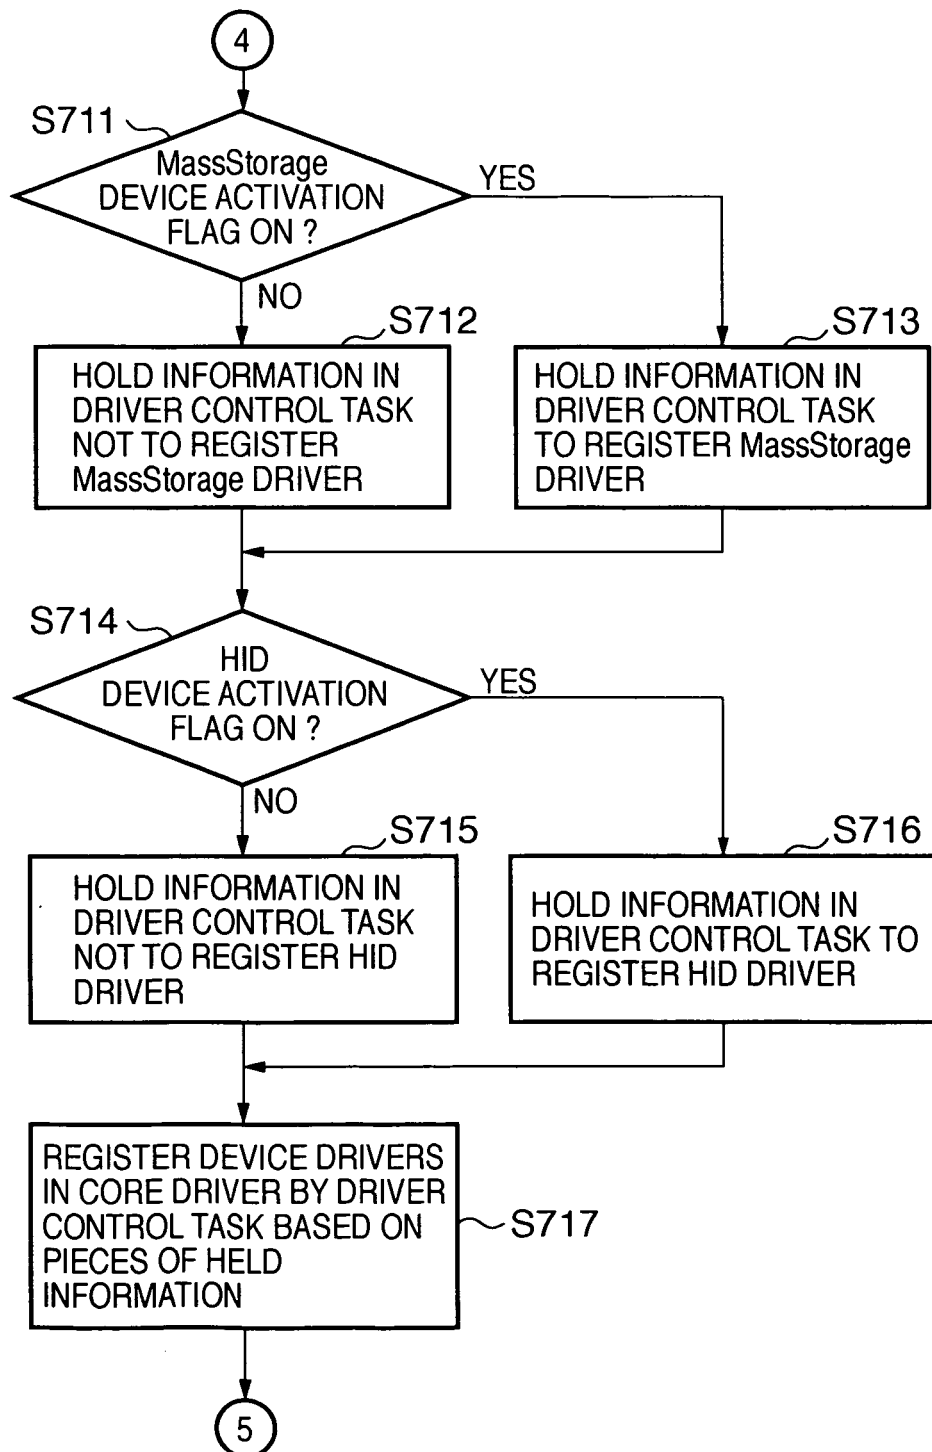 4
S711
MassStorage
DEVICE ACTIVATION
FLAG ON ?
YES
NO
S712
HOLD INFORMATION IN
DRIVER CONTROL TASK
NOT TO REGISTER
MassStorage DRIVER
S713
HOLD INFORMATION IN
DRIVER CONTROL TASK
TO REGISTER MassStorage
DRIVER
S714
HID
DEVICE ACTIVATION
FLAG ON ?
YES
NO
S715
HOLD INFORMATION IN
DRIVER CONTROL TASK
NOT TO REGISTER HID
DRIVER
S716
HOLD INFORMATION IN
DRIVER CONTROL TASK TO
REGISTER HID DRIVER
REGISTER DEVICE DRIVERS
IN CORE DRIVER BY DRIVER
CONTROL TASK BASED ON
PIECES OF HELD
INFORMATION
S717
5